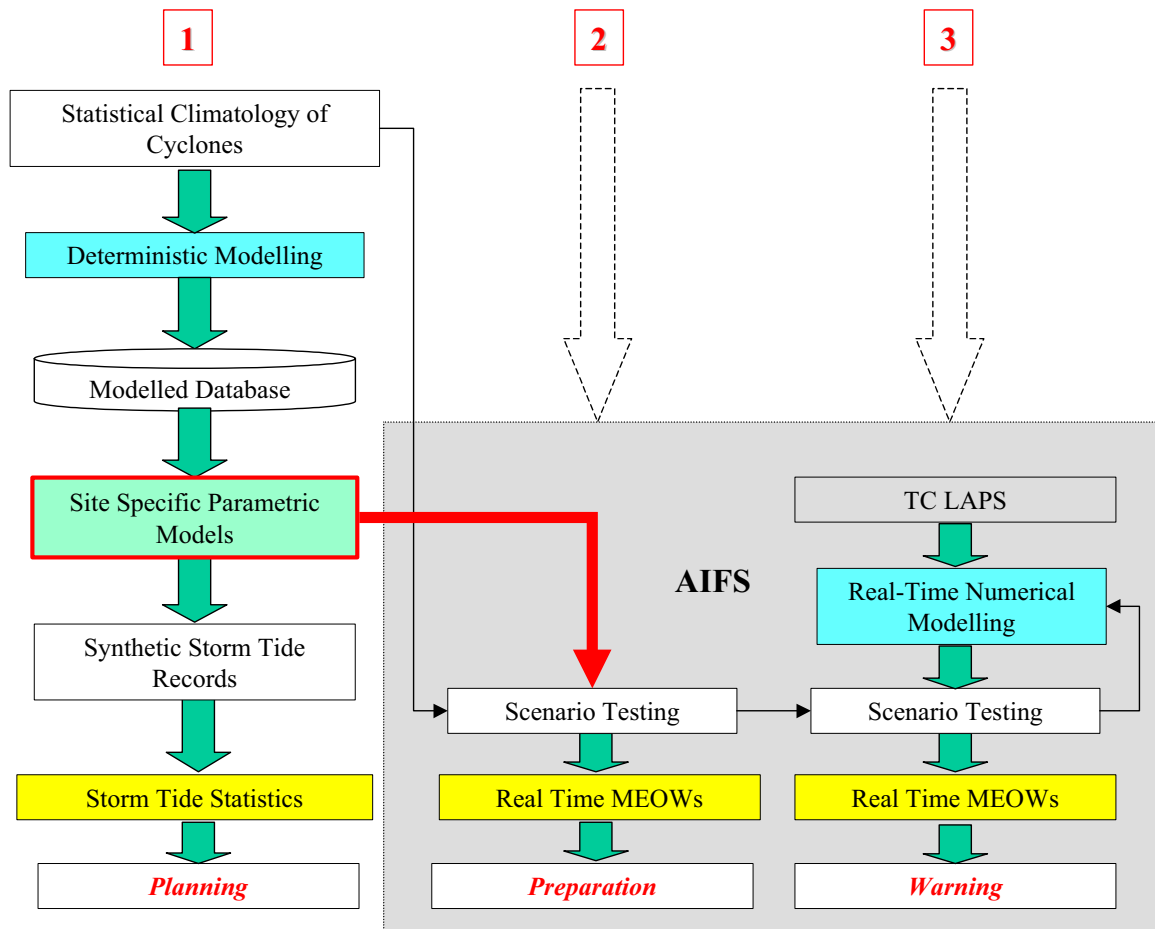 1
2
3
Statistical Climatology of
Cyclones
Deterministic Modelling
Modelled Database
Site Specific Parametric
Models
Synthetic Storm Tide
Records
Storm Tide Statistics
Planning
AIFS
Scenario Testing
Real Time MEOWs
Preparation
TC LAPS
Real-Time Numerical
Modelling
Scenario Testing
Real Time MEOWs
Warning